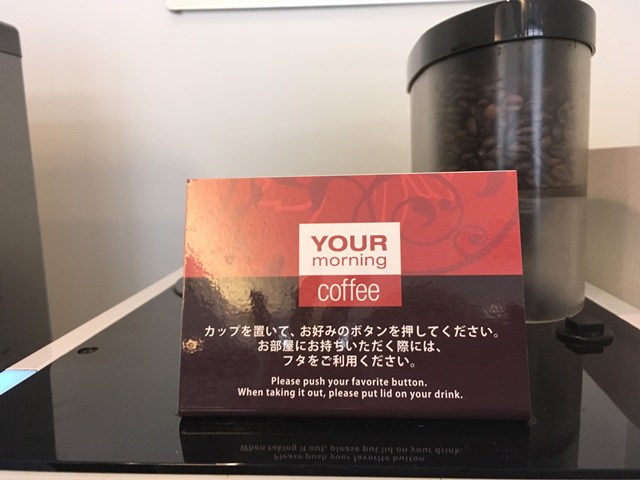 YOUR
morning
coffee
カップを置いて、お好みのボタンを押してください。
お部屋にお持ちいただく際には、
フタをご利用ください。
Please push your favorite button.
When taking it out, please put lid on your drink.